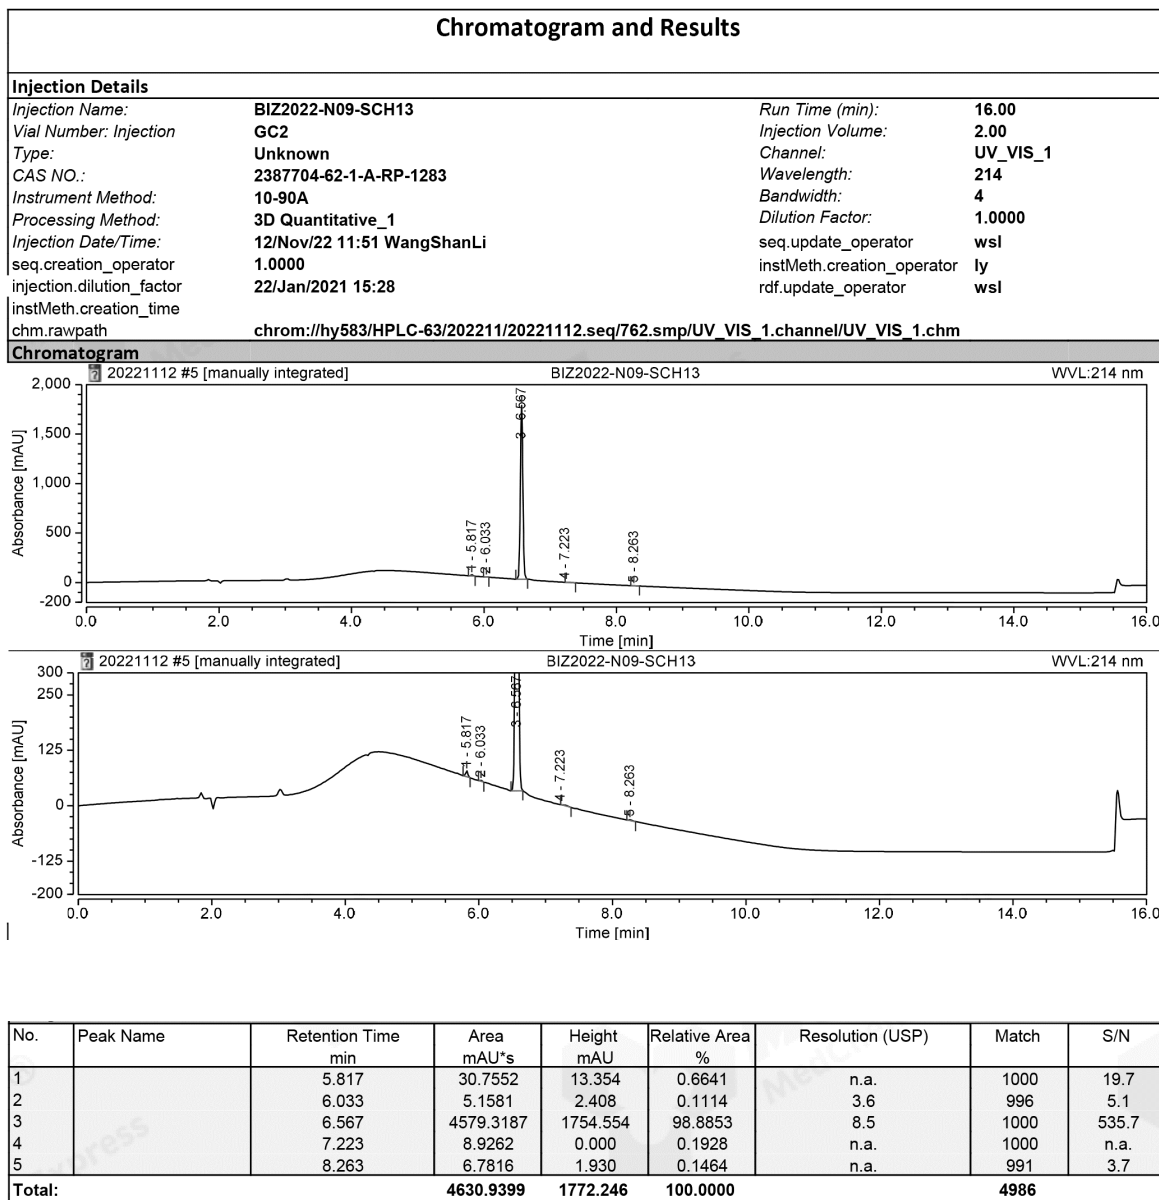 Chromatogram and Results
Injection Details
Injection Name: BIZ2022-N09-SCH13 Run Time (min): 16.00
Vial Number: Injection GC2 Injection Volume: 2.00
Type: Unknown Channel: UV_VIS_1
CAS NO.: 2387704-62-1-A-RP-1283 Wavelength: 214
Instrument Method: 10-90A Bandwidth: 4
Processing Method: 3D Quantitative_1 Dilution Factor: 1.0000
Injection Date/Time: 12/Nov/22 11:51 WangShanLi seq.update_operator wsl
seq.creation_operator 1.0000 instMeth.creation_operator ly
injection.dilution_factor 22/Jan/2021 15:28 rdf.update_operator wsl
instMeth.creation_time
chm.rawpath chrom://hy583/HPLC-63/202211/20221112.seq/762.smp/UV_VIS_1.channel/UV_VIS_1.chm
Chromatogram
20221112 #5 [manually integrated] BIZ2022-N09-SCH13 WVL:214 nm
Absorbance [mAU]
2,000
1,500
1,000
500
0
-200
1 - 5.817
2 - 6.033
3 - 6.567
4 - 7.223
5 - 8.263
0.0 2.0 4.0 6.0 8.0 10.0 12.0 14.0 16.0
Time [min]
20221112 #5 [manually integrated] BIZ2022-N09-SCH13 WVL:214 nm
Absorbance [mAU]
300
250
125
0
-125
-200
1 - 5.817
2 - 6.033
3 - 6.567
4 - 7.223
5 - 8.263
0.0 2.0 4.0 6.0 8.0 10.0 12.0 14.0 16.0
Time [min]
No. Peak Name Retention Time Area Height Relative Area Resolution (USP) Match S/N
min mAU*s mAU %
1 5.817 30.7552 13.354 0.6641 n.a. 1000 19.7
2 6.033 5.1581 2.408 0.1114 3.6 996 5.1
3 6.567 4579.3187 1754.554 98.8853 8.5 1000 535.7
4 7.223 8.9262 0.000 0.1928 n.a. 1000 n.a.
5 8.263 6.7816 1.930 0.1464 n.a. 991 3.7
Total: 4630.9399 1772.246 100.0000 4986